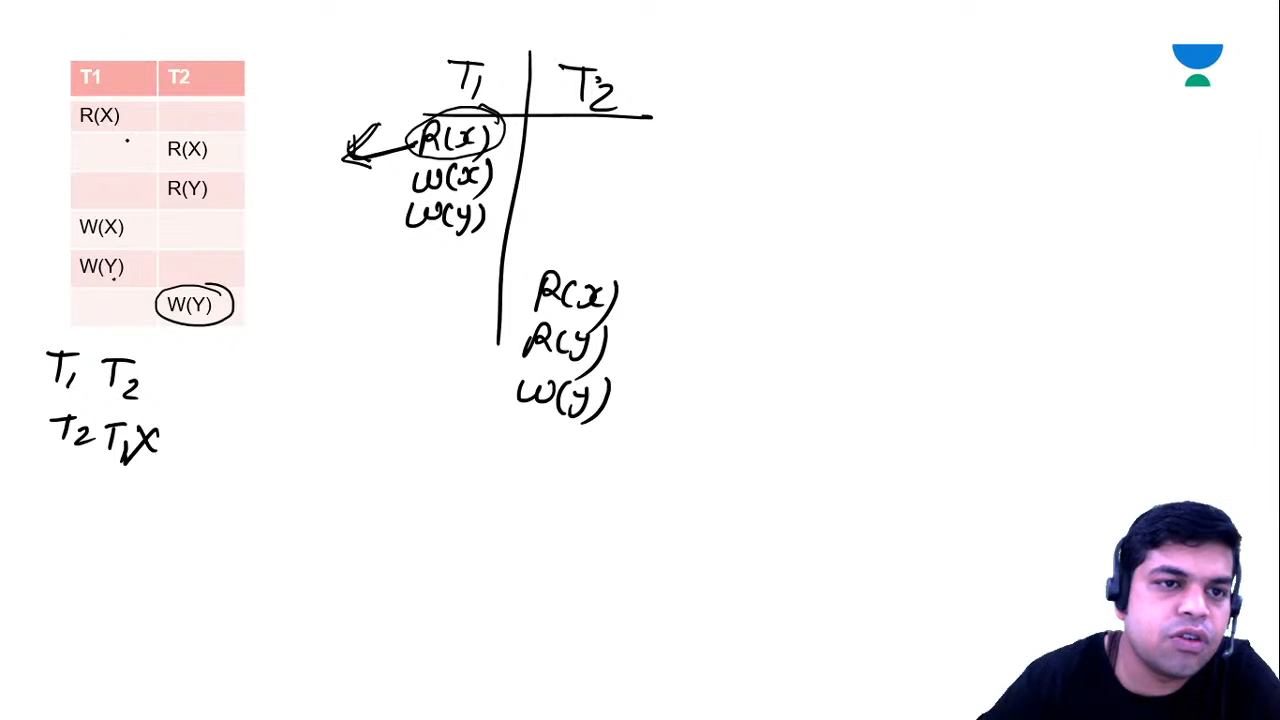 T1 T2
R(X)
R(X)
R(Y)
W(X)
W(Y)
W(Y)
T1 T2
T2 T1 X
T1 T2
R(x)
W(x)
W(y)
R(x)
R(y)
W(y)